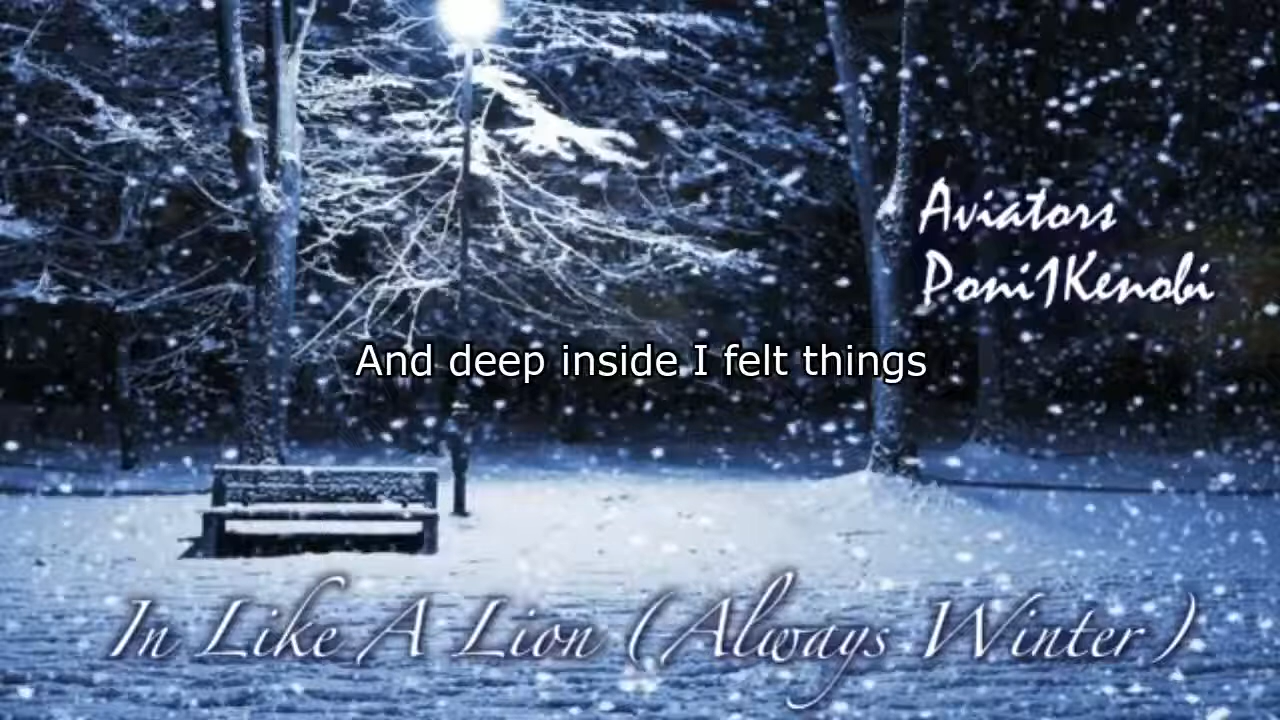 Aviators
Poni1Kenobi
And deep inside I felt things
In Like A Lion (Always Winter)